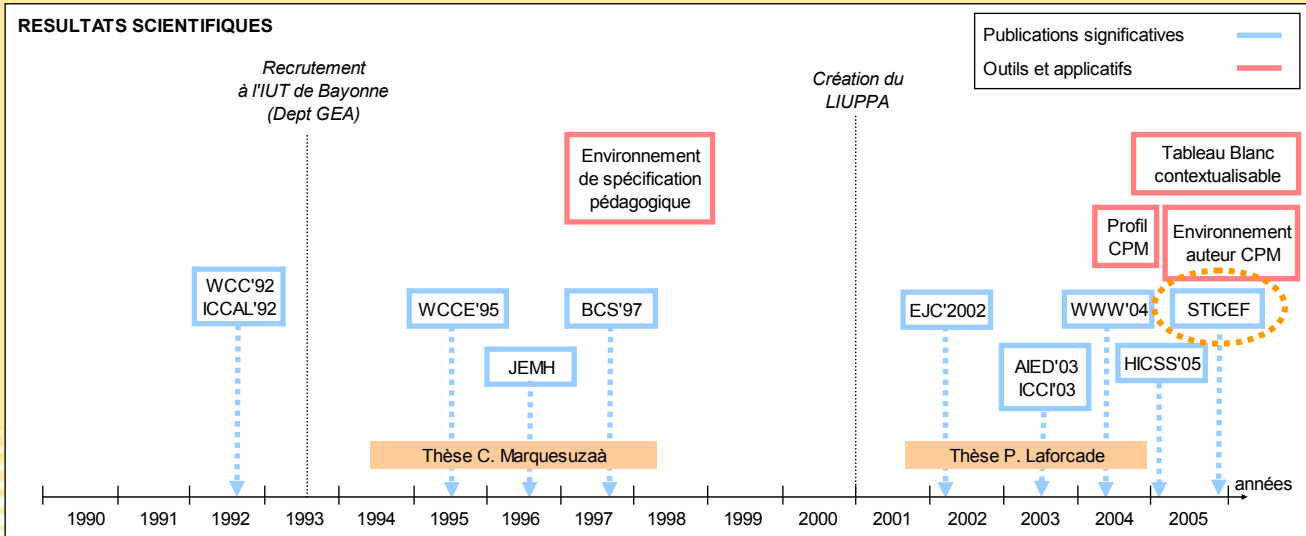 RESULTATS SCIENTIFIQUES
Publications significatives
Outils et applicatifs
Recrutement
à l'IUT de Bayonne
(Dept GEA)
Création du
LIUPPA
Environnement
de spécification
pédagogique
Tableau Blanc
contextualisable
Profil
CPM
Environnement
auteur CPM
WCC'92
ICCAL'92
WCCE'95
BCS'97
EJC'2002
WWW'04
STICEF
JEMH
AIED'03
ICCI'03
HICSS'05
Thèse C. Marquesuzaà
Thèse P. Laforcade
années
1990 1991 1992 1993 1994 1995 1996 1997 1998 1999 2000 2001 2002 2003 2004 2005